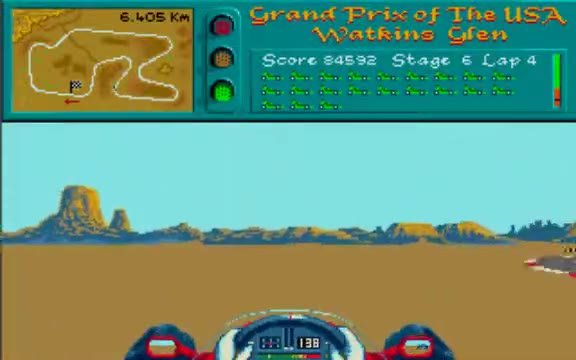 6.405 Km
Grand Prix of The USA
Watkins Glen
Score 84592 Stage 6 Lap 4
138